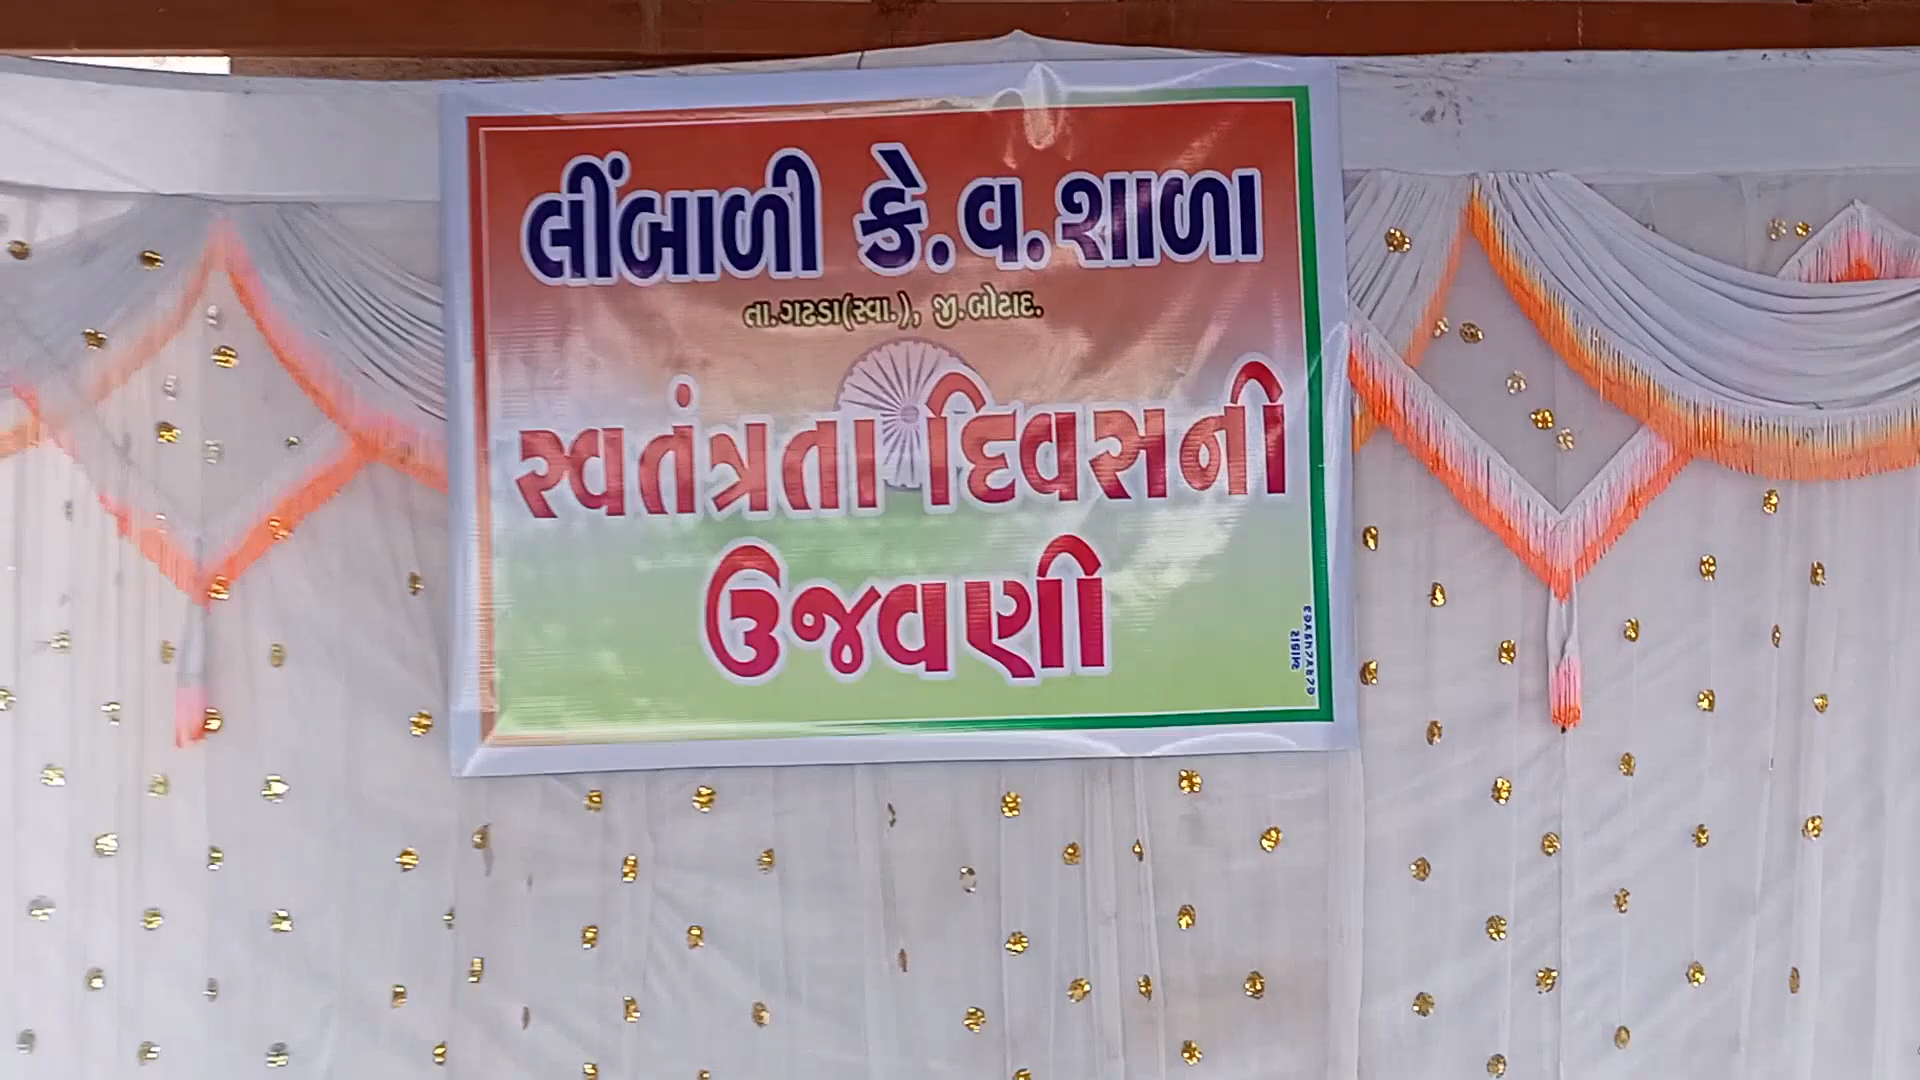 લીંબાળી કે.વ.શાળા
તા.ગઢડા(સ્વા.), જી.બોટાદ.
સ્વતંત્રતા દિવસની
ઉજવણી